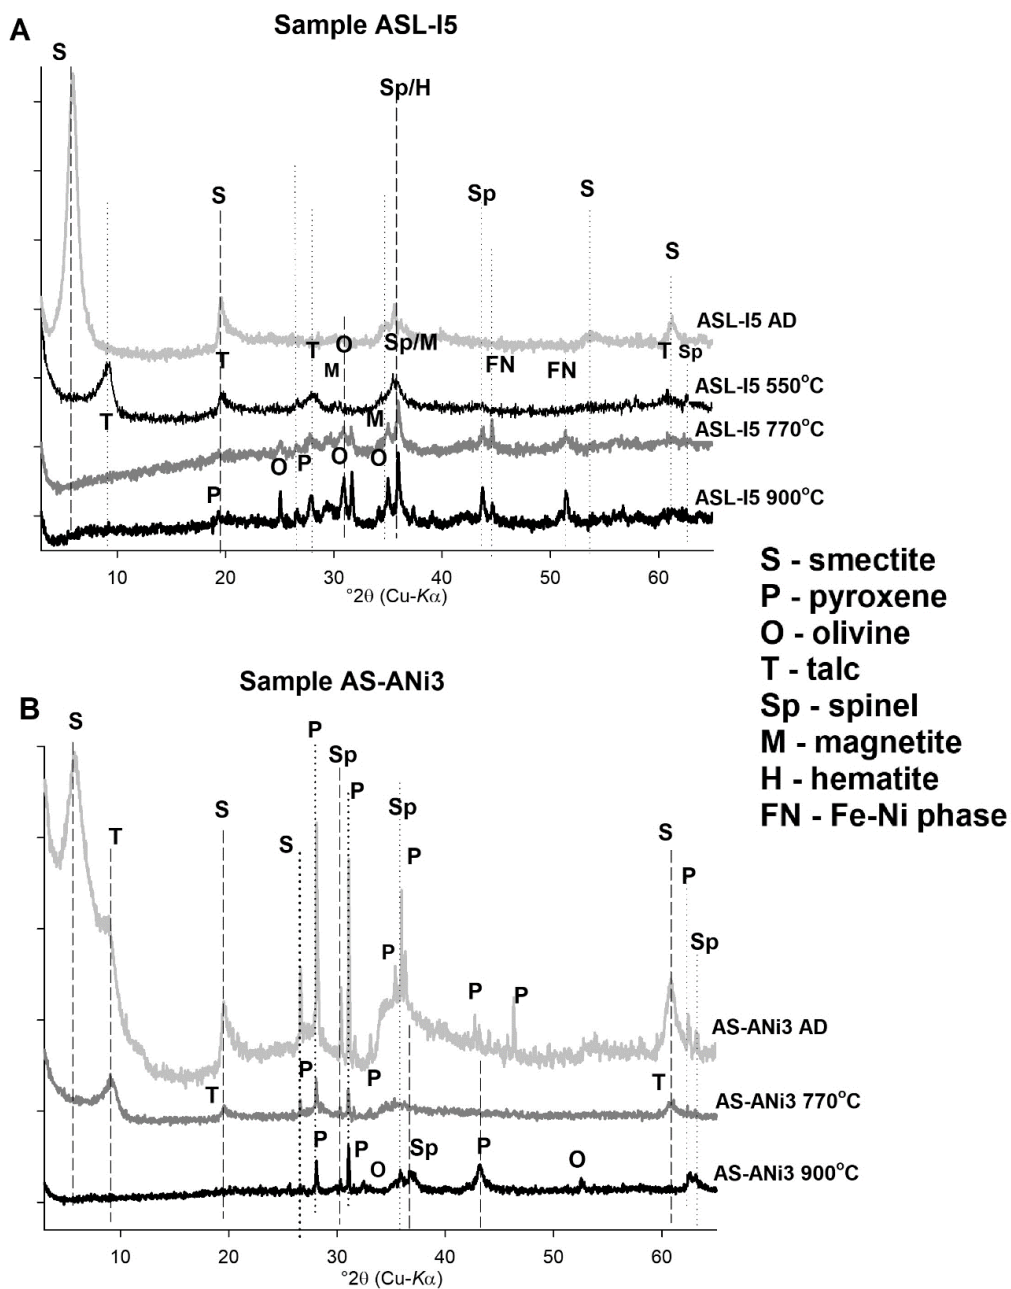 A
Sample ASL-I5
S
Sp/H
S
Sp
S
S
ASL-I5 AD
T
T
O
Sp/M
T
Sp
M
FN
FN
ASL-I5 550°C
T
M
ASL-I5 770°C
O
P
O
O
P
ASL-I5 900°C
10 20 30 40 50 60
°2θ (Cu-Kα)
S - smectite
P - pyroxene
O - olivine
T - talc
Sp - spinel
M - magnetite
H - hematite
FN - Fe-Ni phase
Sample AS-ANi3
B
S
P
Sp
P
S
Sp
T
S
P
S
P
P
Sp
P
P
AS-ANi3 AD
P
P
T
T
AS-ANi3 770°C
P
P
O
Sp
P
O
AS-ANi3 900°C
10 20 30 40 50 60
°2θ (Cu-Kα)